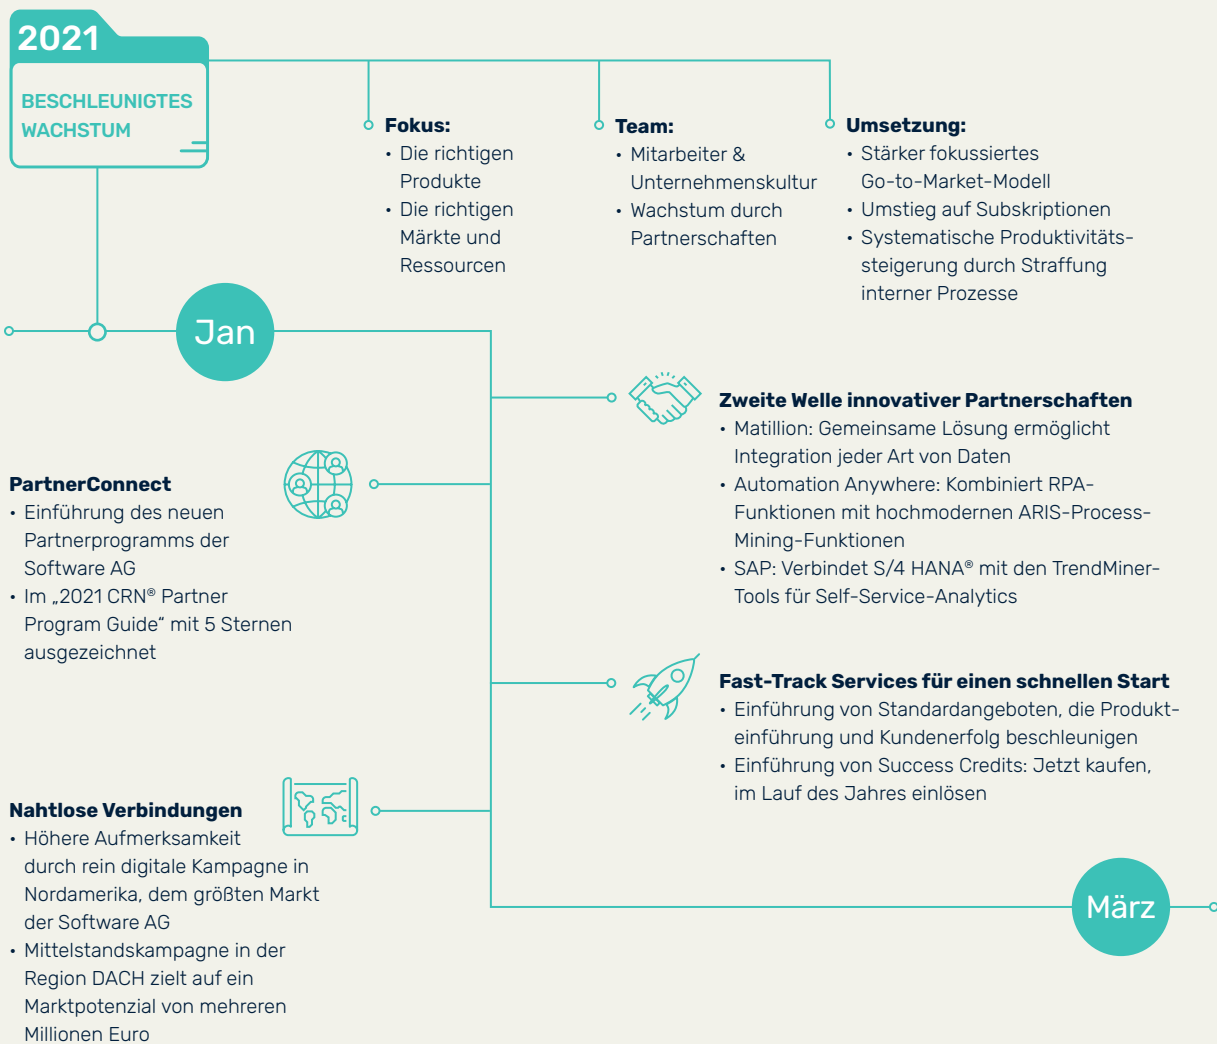 2021
BESCHLEUNIGTES
WACHSTUM
Fokus:
• Die richtigen
Produkte
• Die richtigen
Märkte und
Ressourcen
Team:
• Mitarbeiter &
Unternehmenskultur
• Wachstum durch
Partnerschaften
Umsetzung:
• Stärker fokussiertes
Go-to-Market-Modell
• Umstieg auf Subskriptionen
• Systematische Produktivitäts-
steigerung durch Straffung
interner Prozesse
Jan
Zweite Welle innovativer Partnerschaften
• Matillion: Gemeinsame Lösung ermöglicht
Integration jeder Art von Daten
• Automation Anywhere: Kombiniert RPA-
Funktionen mit hochmodernen ARIS-Process-
Mining-Funktionen
• SAP: Verbindet S/4 HANA® mit den TrendMiner-
Tools für Self-Service-Analytics
PartnerConnect
• Einführung des neuen
Partnerprogramms der
Software AG
• Im „2021 CRN® Partner
Program Guide“ mit 5 Sternen
ausgezeichnet
Fast-Track Services für einen schnellen Start
• Einführung von Standardangeboten, die Produkt-
einführung und Kundenerfolg beschleunigen
• Einführung von Success Credits: Jetzt kaufen,
im Lauf des Jahres einlösen
Nahtlose Verbindungen
• Höhere Aufmerksamkeit
durch rein digitale Kampagne in
Nordamerika, dem größten Markt
der Software AG
• Mittelstandskampagne in der
Region DACH zielt auf ein
Marktpotenzial von mehreren
Millionen Euro
März